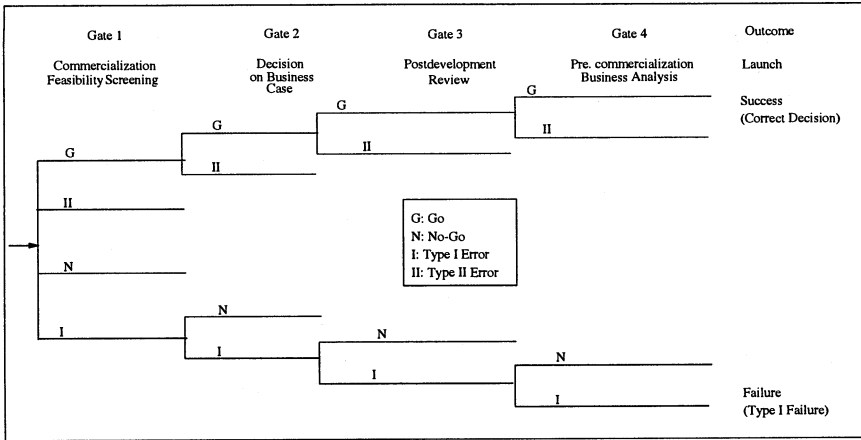 Gate 1
Gate 2
Gate 3
Gate 4
Outcome
Commercialization
Feasibility Screening
Decision
on Business
Case
Postdevelopment
Review
Pre. commercialization
Business Analysis
Launch
G
G
G
G
Success
(Correct Decision)
II
II
II
II
G: Go
N: No-Go
I: Type I Error
II: Type II Error
N
I
N
I
N
I
N
I
Failure
(Type I Failure)